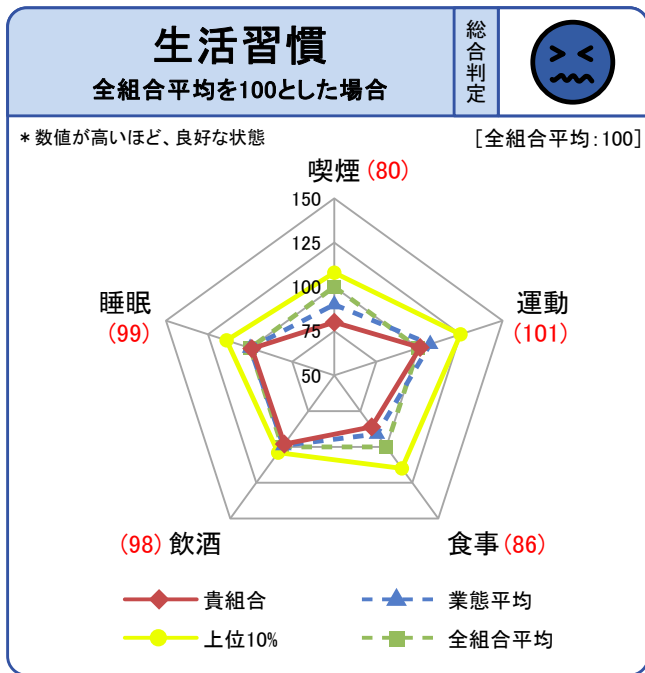 生活習慣
全組合平均を100とした場合
総合判定
*数値が高いほど、良好な状態
[全組合平均:100]
喫煙(80)
150
125
100
75
50
睡眠
(99)
運動
(101)
(98)飲酒
食事(86)
貴組合
業態平均
上位10%
全組合平均